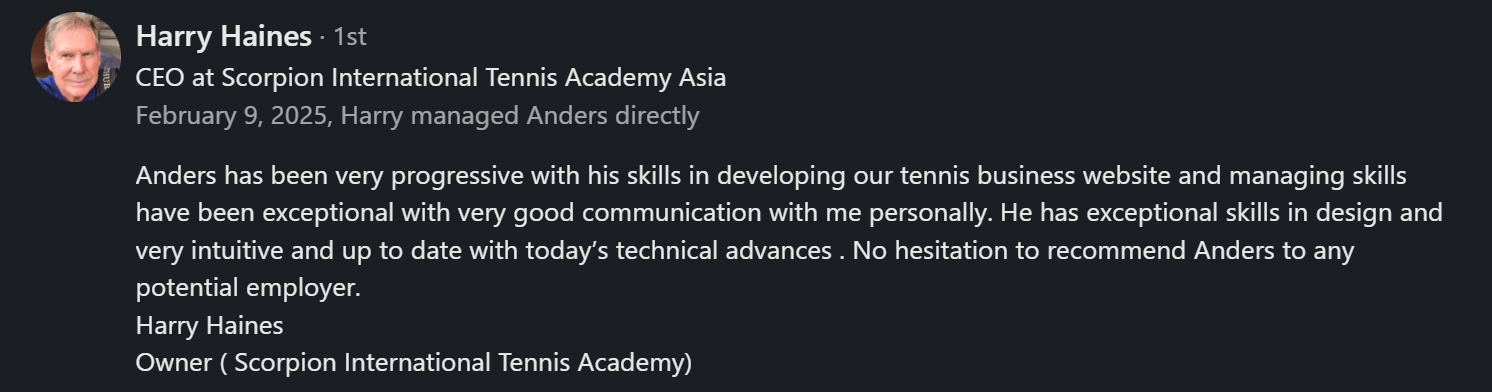 Harry Haines · 1st
CEO at Scorpion International Tennis Academy Asia
February 9, 2025, Harry managed Anders directly
Anders has been very progressive with his skills in developing our tennis business website and managing skills
have been exceptional with very good communication with me personally. He has exceptional skills in design and
very intuitive and up to date with today’s technical advances . No hesitation to recommend Anders to any
potential employer.
Harry Haines
Owner ( Scorpion International Tennis Academy)